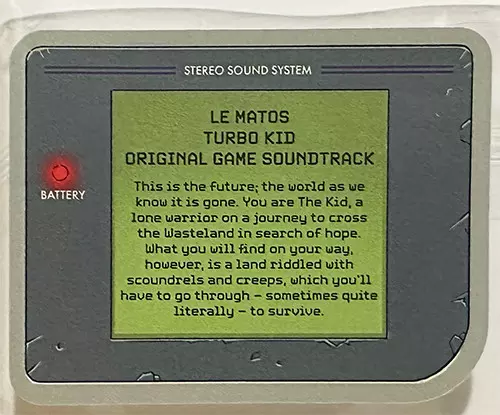 STEREO SOUND SYSTEM
LE MATOS
TURBO KID
ORIGINAL GAME SOUNDTRACK
BATTERY
This is the future; the world as we
know it is gone. You are The Kid, a
lone warrior on a journey to cross
the Wasteland in search of hope.
What you will find on your way,
however, is a land riddled with
scoundrels and creeps, which you'll
have to go through – sometimes quite
literally – to survive.